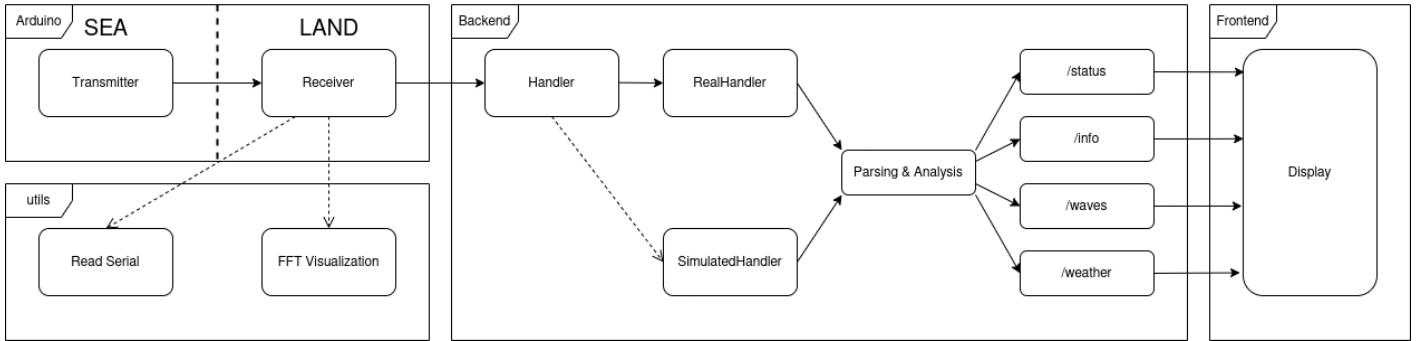 Arduino
SEA
LAND
Transmitter
Receiver
utils
Read Serial
FFT Visualization
Backend
Handler
RealHandler
SimulatedHandler
Parsing & Analysis
/status
/info
/waves
/weather
Frontend
Display